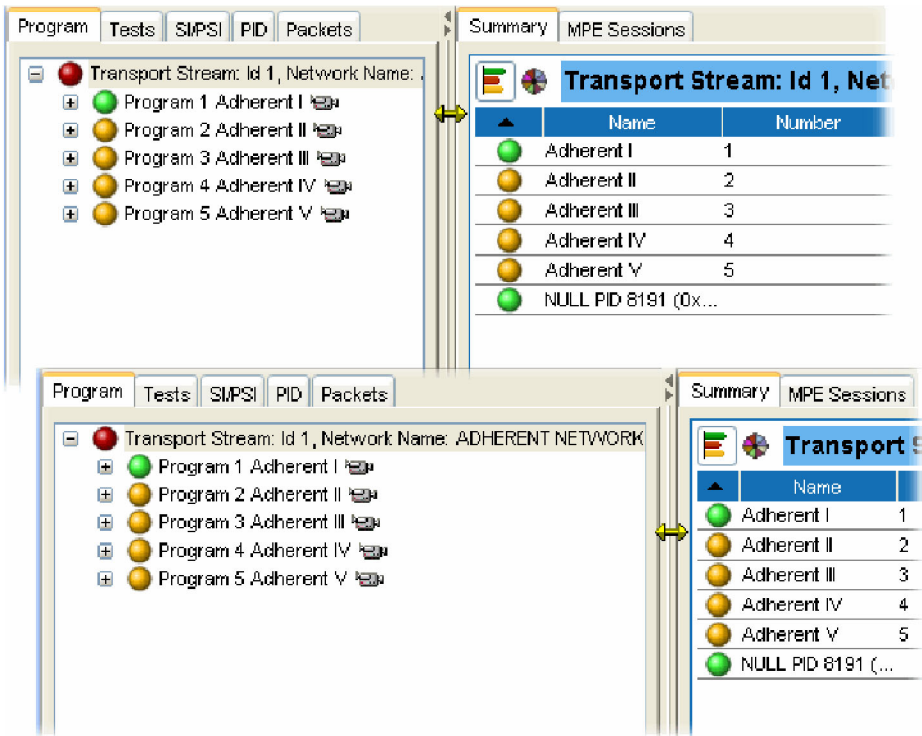 Program Tests SI/PSI PID Packets
Transport Stream: Id 1, Network Name:
Program 1 Adherent I
Program 2 Adherent II
Program 3 Adherent III
Program 4 Adherent IV
Program 5 Adherent V
Summary MPE Sessions
Transport Stream: Id 1, Net
Name Number
Adherent I 1
Adherent II 2
Adherent III 3
Adherent IV 4
Adherent V 5
NULL PID 8191 (0x...
Program Tests SI/PSI PID Packets
Transport Stream: Id 1, Network Name: ADHERENT NETWORK
Program 1 Adherent I
Program 2 Adherent II
Program 3 Adherent III
Program 4 Adherent IV
Program 5 Adherent V
Summary MPE Sessions
Transport S
Name
Adherent I 1
Adherent II 2
Adherent III 3
Adherent IV 4
Adherent V 5
NULL PID 8191 (...